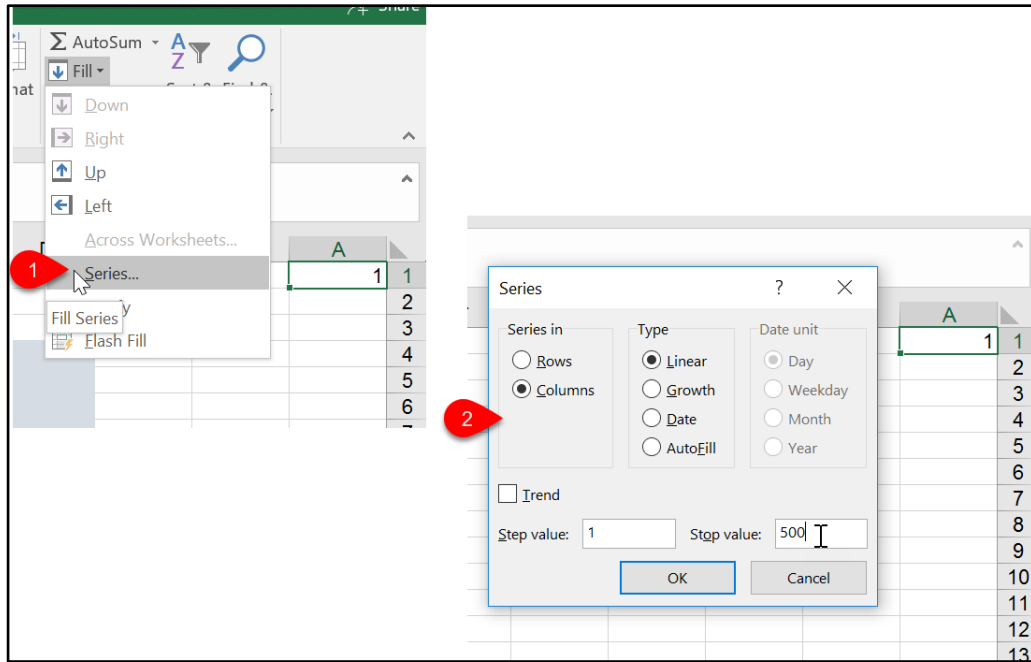 AutoSum
Fill
Down
Right
Up
Left
Across Worksheets...
Series...
Fill Series
Flash Fill
A
Z
A
1 1
2
3
4
5
6
1
Series ?
Series in
Rows
Columns
Type
Linear
Growth
Date
AutoFill
Date unit
Day
Weekday
Month
Year
Trend
Step value: 1 Stop value: 500
OK Cancel
2
A
1 1
2
3
4
5
6
7
8
9
10
11
12
13